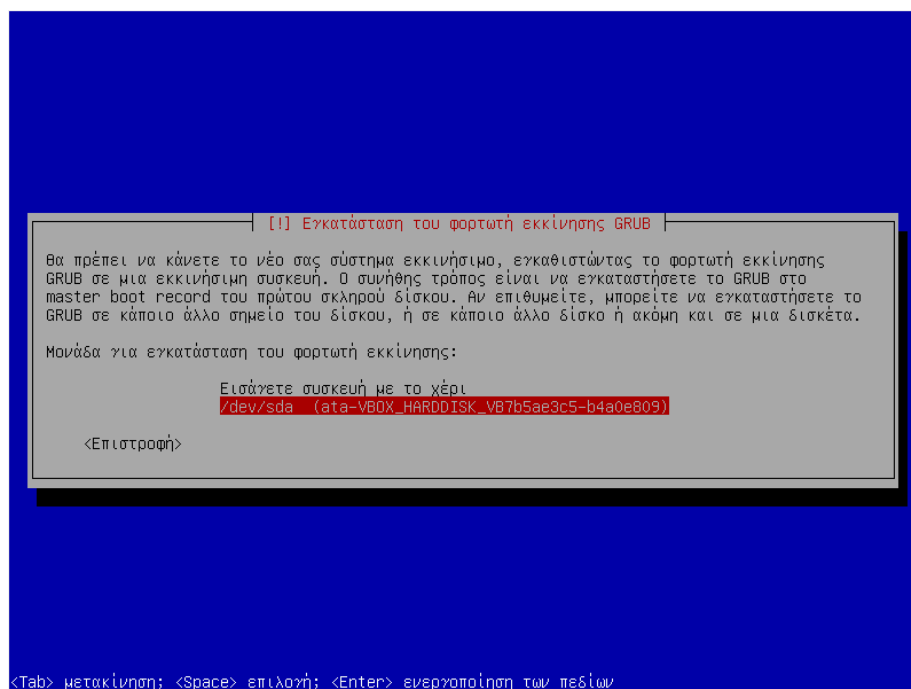 [!] Εγκατάσταση του φορτωτή εκκίνησης GRUB
Θα πρέπει να κάνετε το νέο σας σύστημα εκκινήσιμο, εγκαθιστώντας το φορτωτή εκκίνησης
GRUB σε μια εκκινήσιμη συσκευή. Ο συνήθης τρόπος είναι να εγκαταστήσετε το GRUB στο
master boot record του πρώτου σκληρού δίσκου. Αν επιθυμείτε, μπορείτε να εγκαταστήσετε το
GRUB σε κάποιο άλλο σημείο του δίσκου, ή σε κάποιο άλλο δίσκο ή ακόμη και σε μια δισκέτα.
Μονάδα για εγκατάσταση του φορτωτή εκκίνησης:
Εισάγετε συσκευή με το χέρι
/dev/sda (ata-VBOX_HARDDISK_VB7b5ae3c5-b4a0e809)
<Επιστροφή>
<Tab> μετακίνηση; <Space> επιλογή; <Enter> ενεργοποίηση των πεδίων